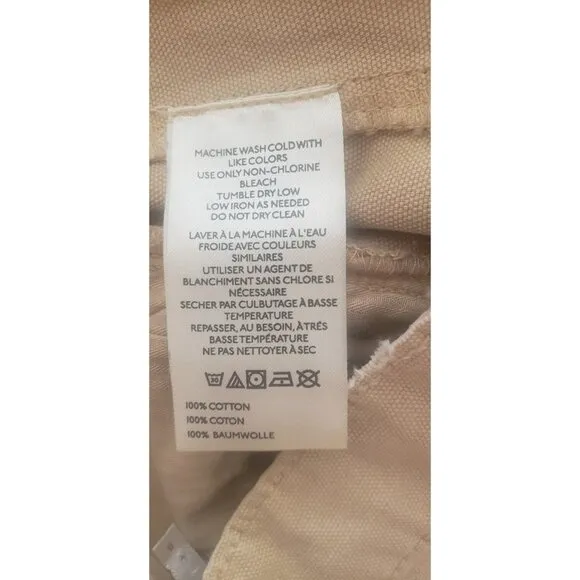 MACHINE WASH COLD WITH
LIKE COLORS
USE ONLY NON-CHLORINE
BLEACH
TUMBLE DRY LOW
LOW IRON AS NEEDED
DO NOT DRY CLEAN
LAVER À LA MACHINE À L'EAU
FROIDE AVEC COULEURS
SIMILAIRES
UTILISER UN AGENT DE
BLANCHIMENT SANS CHLORE SI
NÉCESSAIRE
SECHER PAR CULBUTAGE À BASSE
TEMPERATURE
REPASSER, AU BESOIN, À TRÉS
BASSE TEMPÉRATURE
NE PAS NETTOYER À SEC
30
100% COTTON
100% COTON
100% BAUMWOLLE